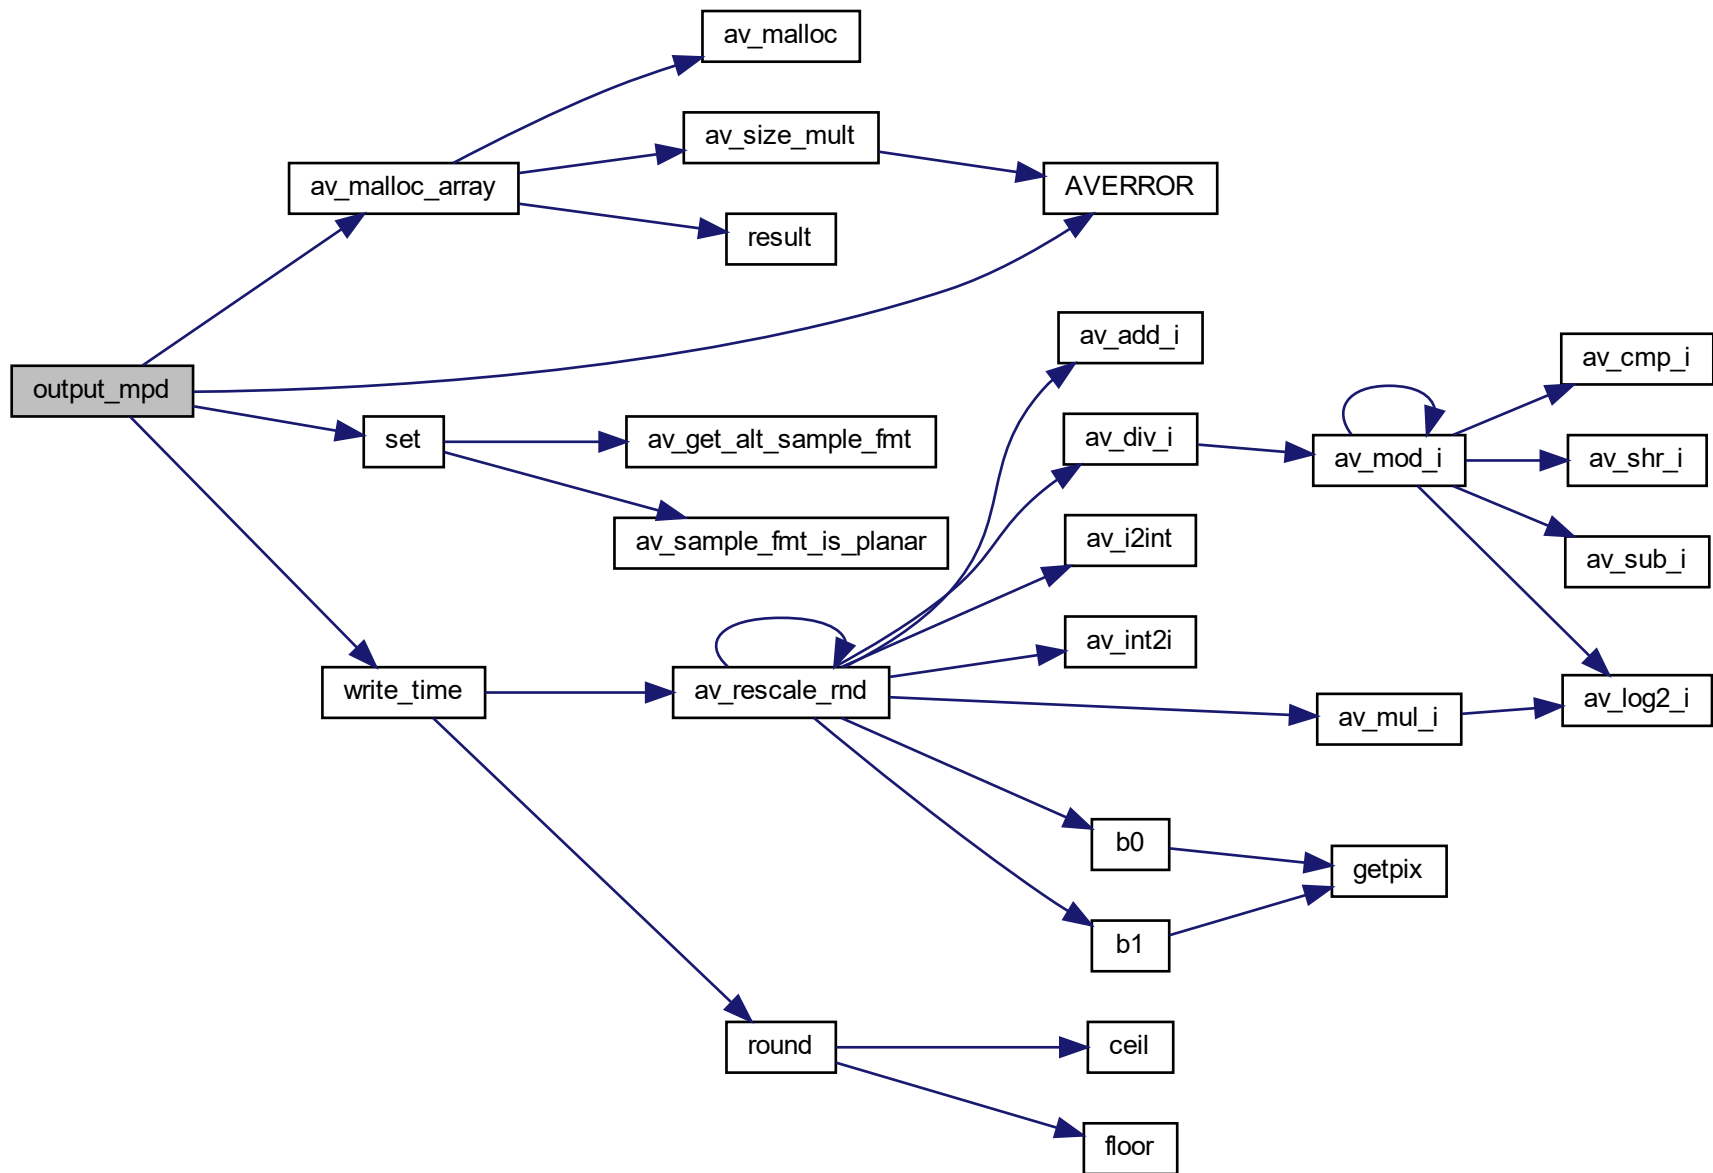 av_malloc
av_size_mult
av_malloc_array
AVERROR
result
av_add_i
av_cmp_i
output_mpd
set
av_get_alt_sample_fmt
av_div_i
av_mod_i
av_shr_i
av_sample_fmt_is_planar
av_i2int
av_sub_i
av_int2i
write_time
av_rescale_rnd
av_mul_i
av_log2_i
b0
getpix
b1
round
ceil
floor